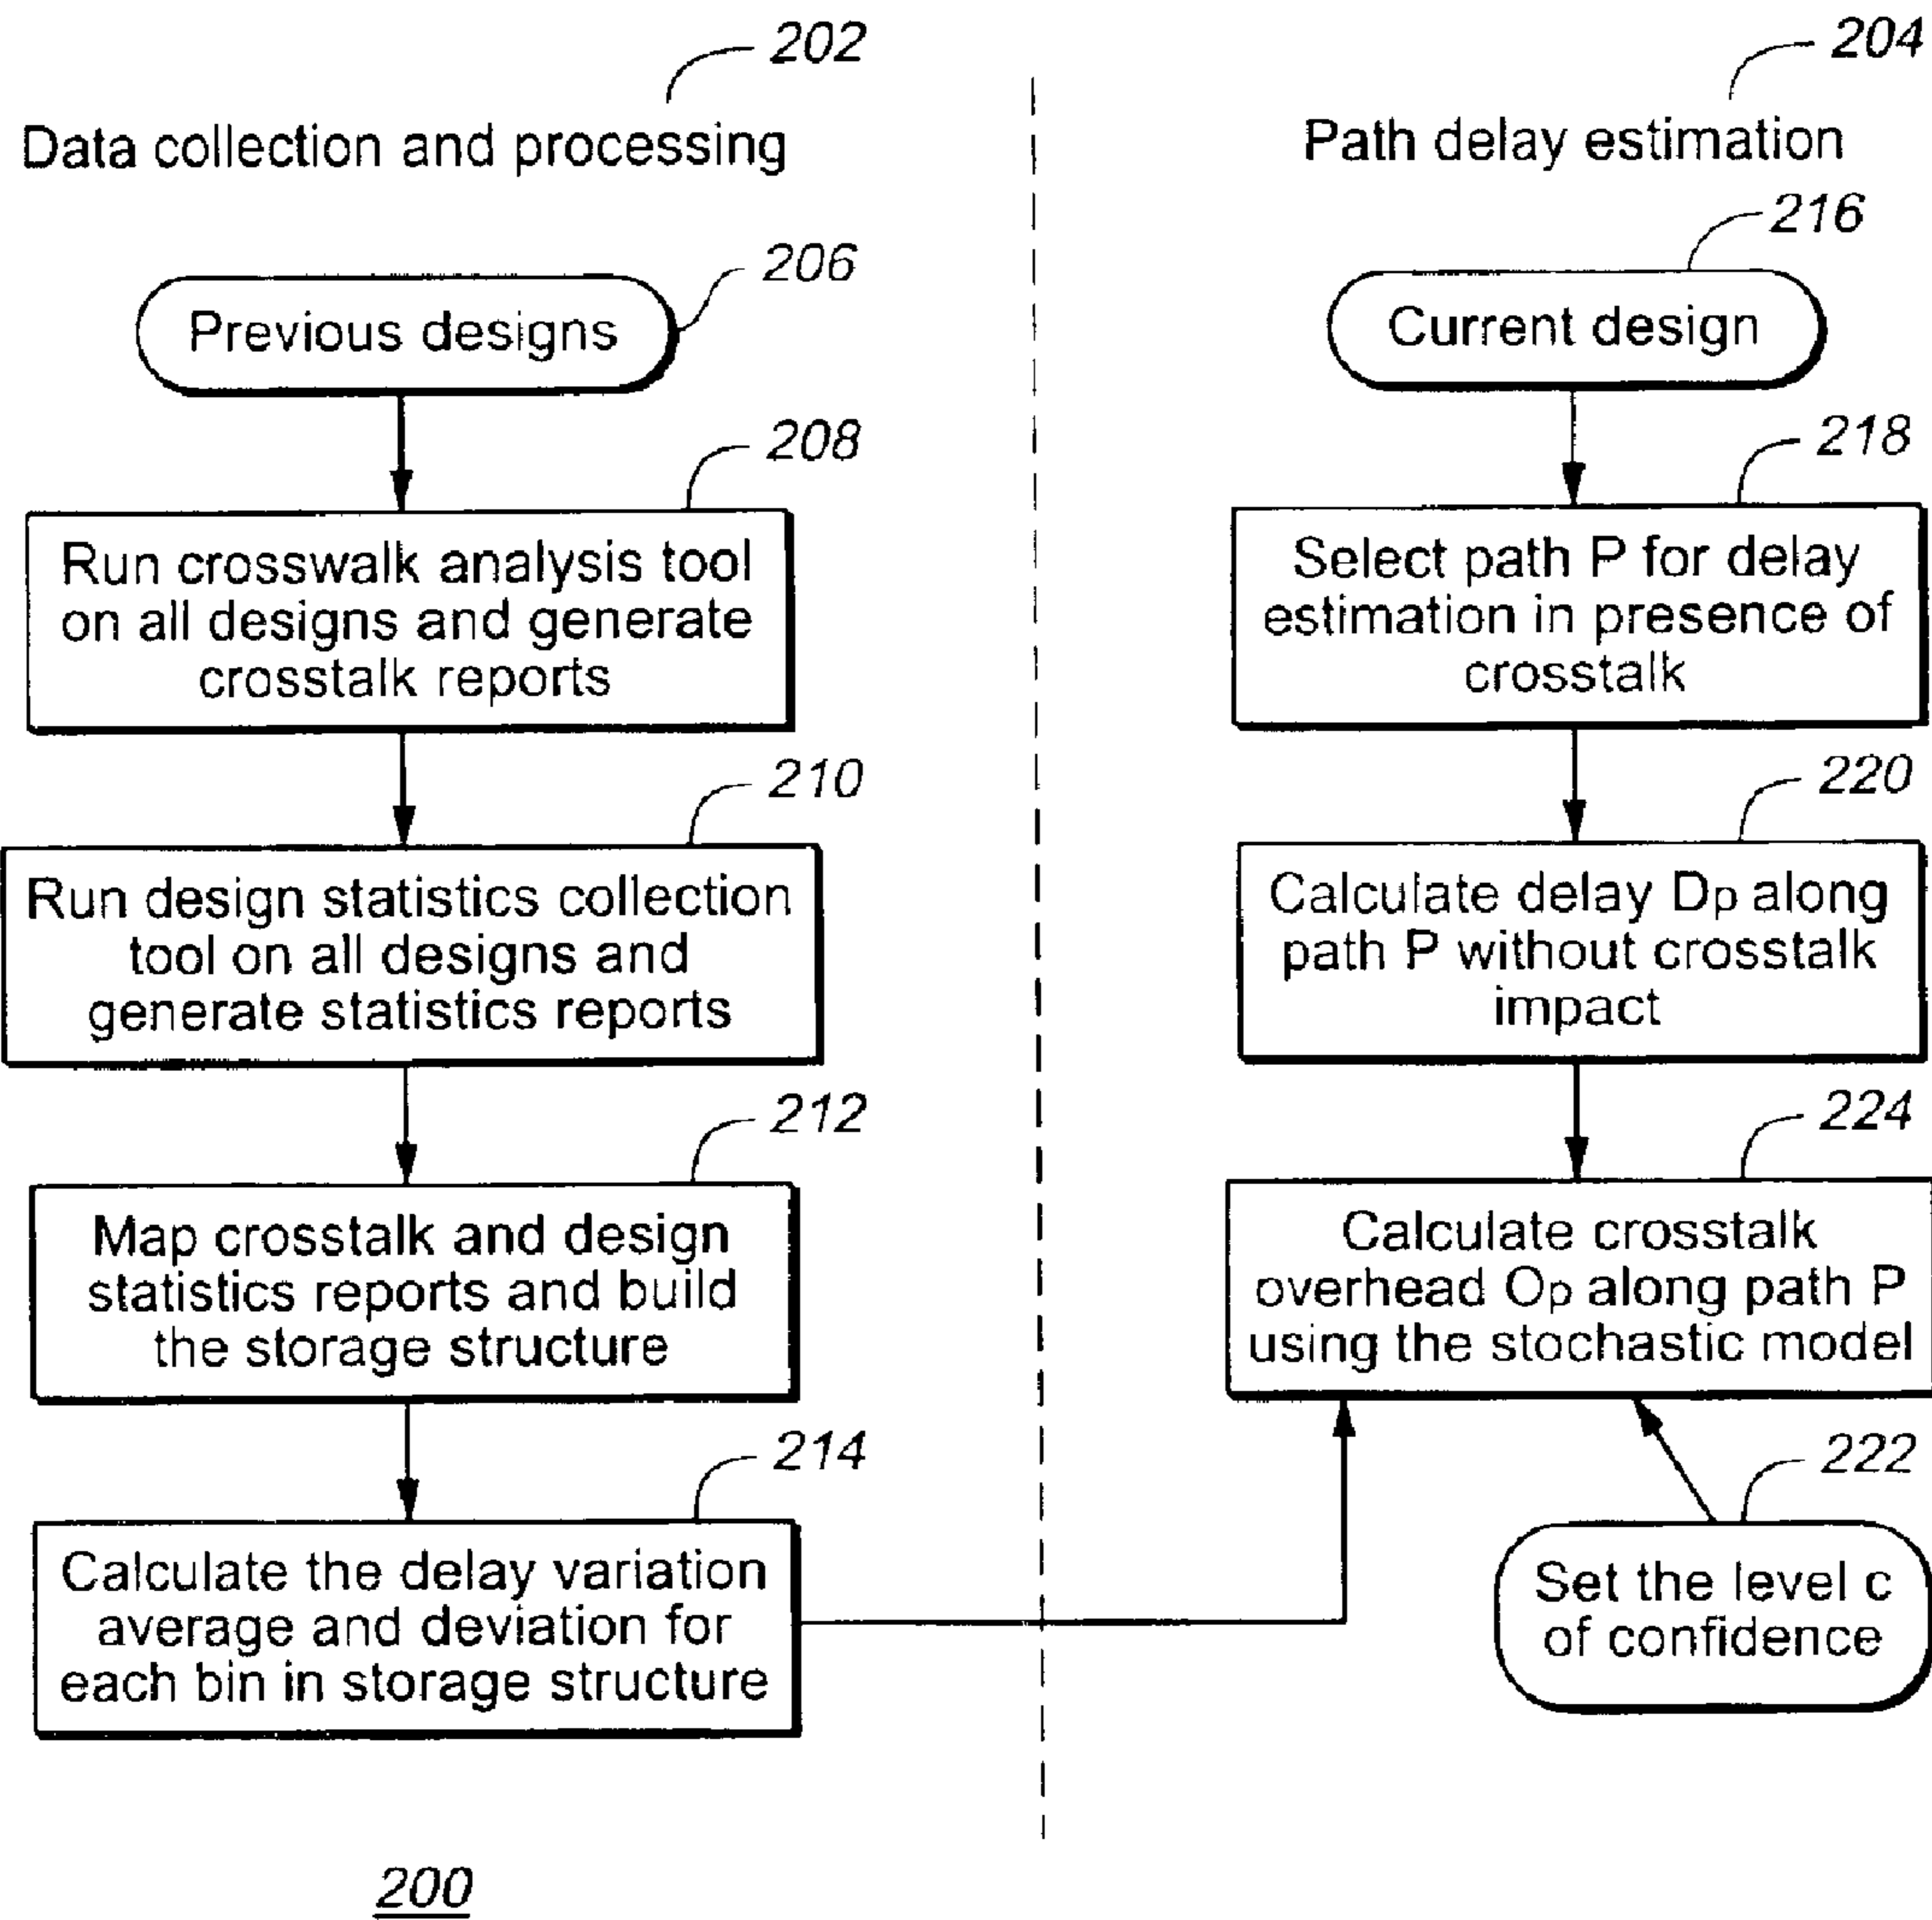 202
Data collection and processing
206
Previous designs
208
Run crosswalk analysis tool
on all designs and generate
crosstalk reports
210
Run design statistics collection
tool on all designs and
generate statistics reports
212
Map crosstalk and design
statistics reports and build
the storage structure
214
Calculate the delay variation
average and deviation for
each bin in storage structure
204
Path delay estimation
216
Current design
218
Select path P for delay
estimation in presence of
crosstalk
220
Calculate delay Dp along
path P without crosstalk
impact
224
Calculate crosstalk
overhead Op along path P
using the stochastic model
222
Set the level c
of confidence
200